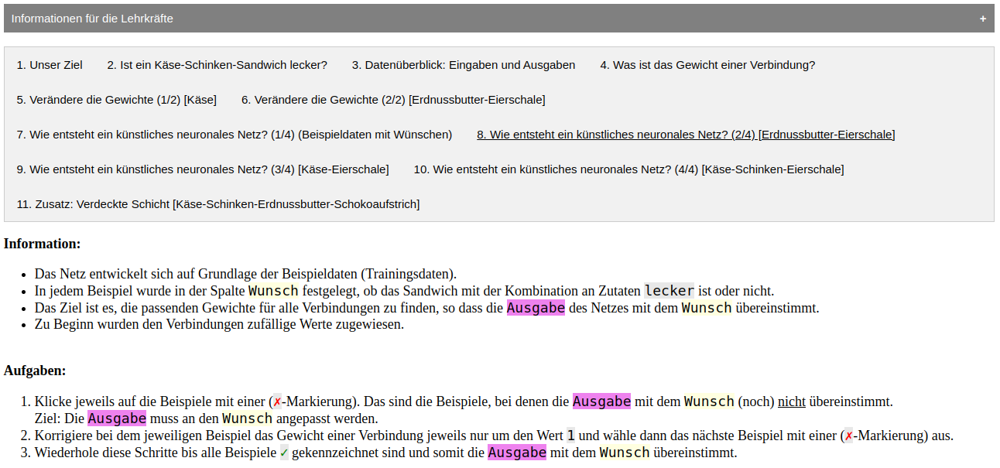 Informationen für die Lehrkräfte +
1. Unser Ziel 2. Ist ein Käse-Schinken-Sandwich lecker? 3. Datenüberblick: Eingaben und Ausgaben 4. Was ist das Gewicht einer Verbindung?
5. Verändere die Gewichte (1/2) [Käse] 6. Verändere die Gewichte (2/2) [Erdnussbutter-Eierschale]
7. Wie entsteht ein künstliches neuronales Netz? (1/4) (Beispieldaten mit Wünschen) 8. Wie entsteht ein künstliches neuronales Netz? (2/4) [Erdnussbutter-Eierschale]
9. Wie entsteht ein künstliches neuronales Netz? (3/4) [Käse-Eierschale] 10. Wie entsteht ein künstliches neuronales Netz? (4/4) [Käse-Schinken-Eierschale]
11. Zusatz: Verdeckte Schicht [Käse-Schinken-Erdnussbutter-Schokoaufstrich]
Information:
• Das Netz entwickelt sich auf Grundlage der Beispieldaten (Trainingsdaten).
• In jedem Beispiel wurde in der Spalte Wunsch festgelegt, ob das Sandwich mit der Kombination an Zutaten lecker ist oder nicht.
• Das Ziel ist es, die passenden Gewichte für alle Verbindungen zu finden, so dass die Ausgabe des Netzes mit dem Wunsch übereinstimmt.
• Zu Beginn wurden den Verbindungen zufällige Werte zugewiesen.
Aufgaben:
1. Klicke jeweils auf die Beispiele mit einer (✗-Markierung). Das sind die Beispiele, bei denen die Ausgabe mit dem Wunsch (noch) nicht übereinstimmt.
Ziel: Die Ausgabe muss an den Wunsch angepasst werden.
2. Korrigiere bei dem jeweiligen Beispiel das Gewicht einer Verbindung jeweils nur um den Wert 1 und wähle dann das nächste Beispiel mit einer (✗-Markierung) aus.
3. Wiederhole diese Schritte bis alle Beispiele ✓ gekennzeichnet sind und somit die Ausgabe mit dem Wunsch übereinstimmt.